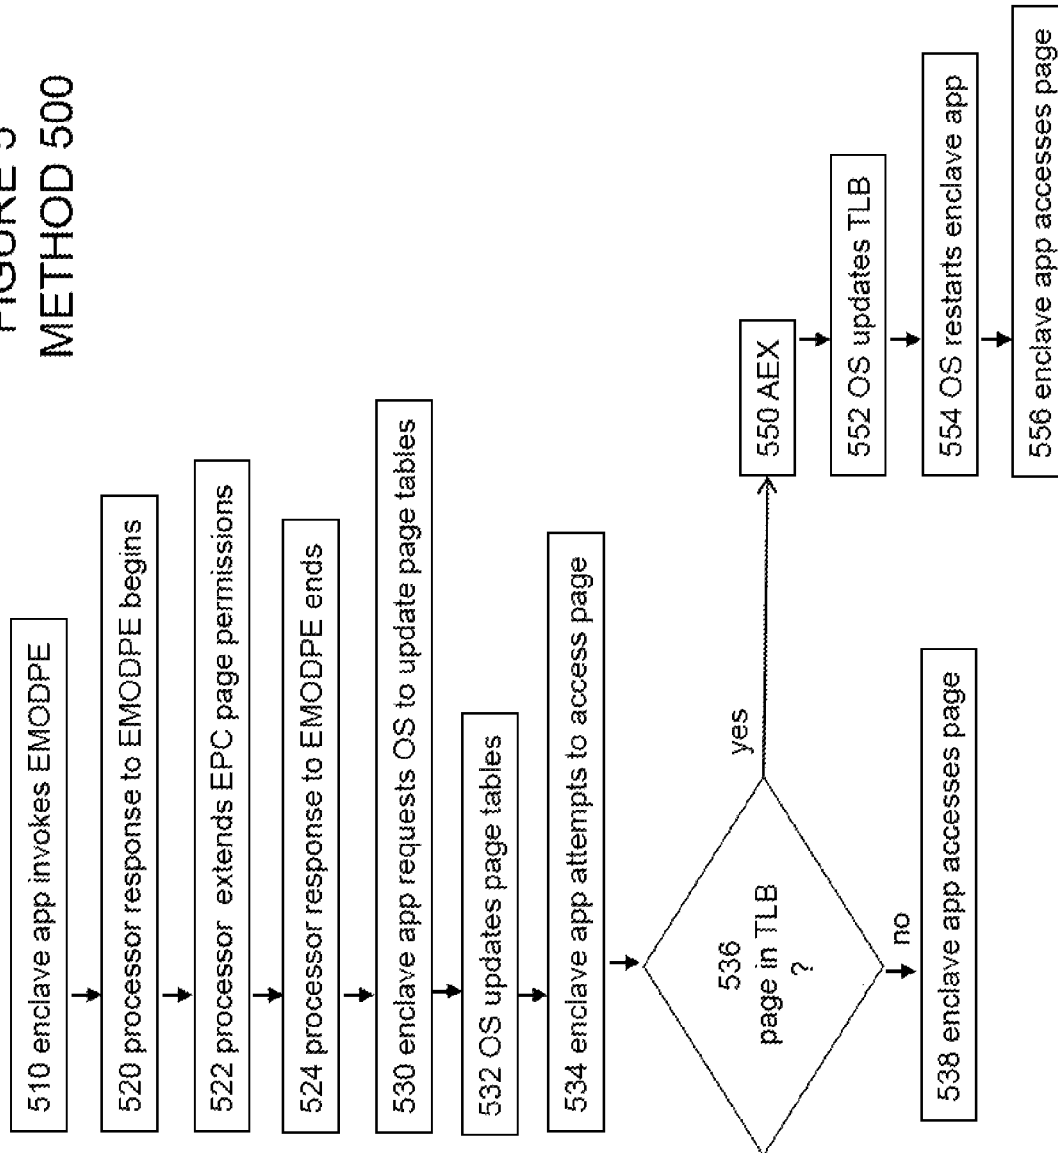 FIGURE 5
METHOD 500
510 enclave app invokes EMODPE
520 processor response to EMODPE begins
522 processor extends EPC page permissions
524 processor response to EMODPE ends
530 enclave app requests OS to update page tables
532 OS updates page tables
534 enclave app attempts to access page
536
page in TLB
?
yes
no
538 enclave app accesses page
550 AEX
552 OS updates TLB
554 OS restarts enclave app
556 enclave app accesses page